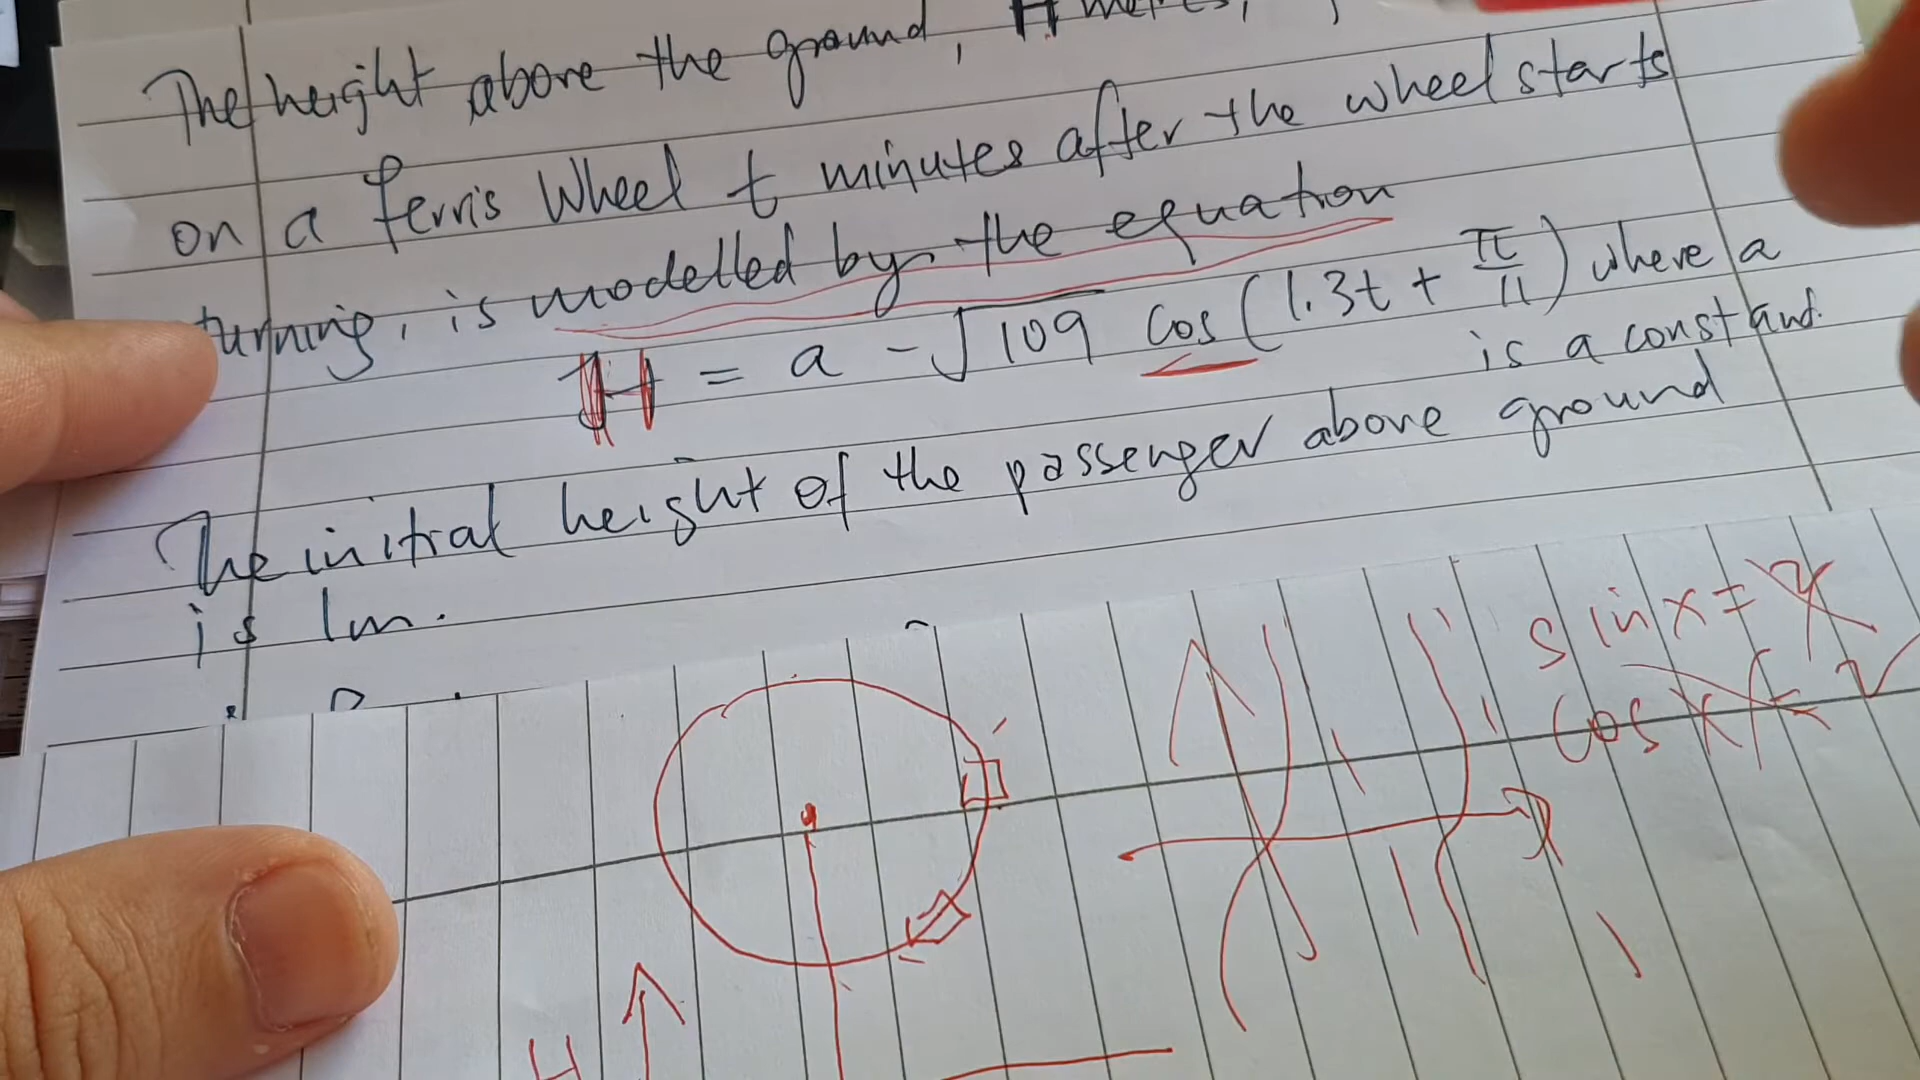 The height above the ground, H metres,
on a ferris Wheel t minutes after the wheel starts
turning, is modelled by the equation
H = a - √109 cos (1.3t + π/11) where a
is a constant.
The initial height of the passenger above ground
is 1m.
sin x =
cos x =
H